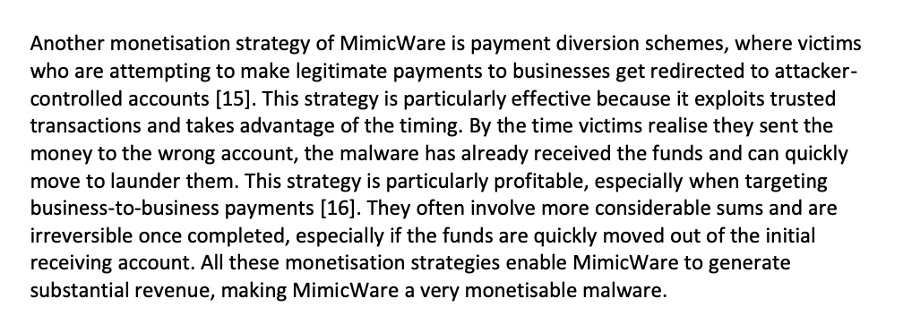 Another monetisation strategy of MimicWare is payment diversion schemes, where victims
who are attempting to make legitimate payments to businesses get redirected to attacker-
controlled accounts [15]. This strategy is particularly effective because it exploits trusted
transactions and takes advantage of the timing. By the time victims realise they sent the
money to the wrong account, the malware has already received the funds and can quickly
move to launder them. This strategy is particularly profitable, especially when targeting
business-to-business payments [16]. They often involve more considerable sums and are
irreversible once completed, especially if the funds are quickly moved out of the initial
receiving account. All these monetisation strategies enable MimicWare to generate
substantial revenue, making MimicWare a very monetisable malware.